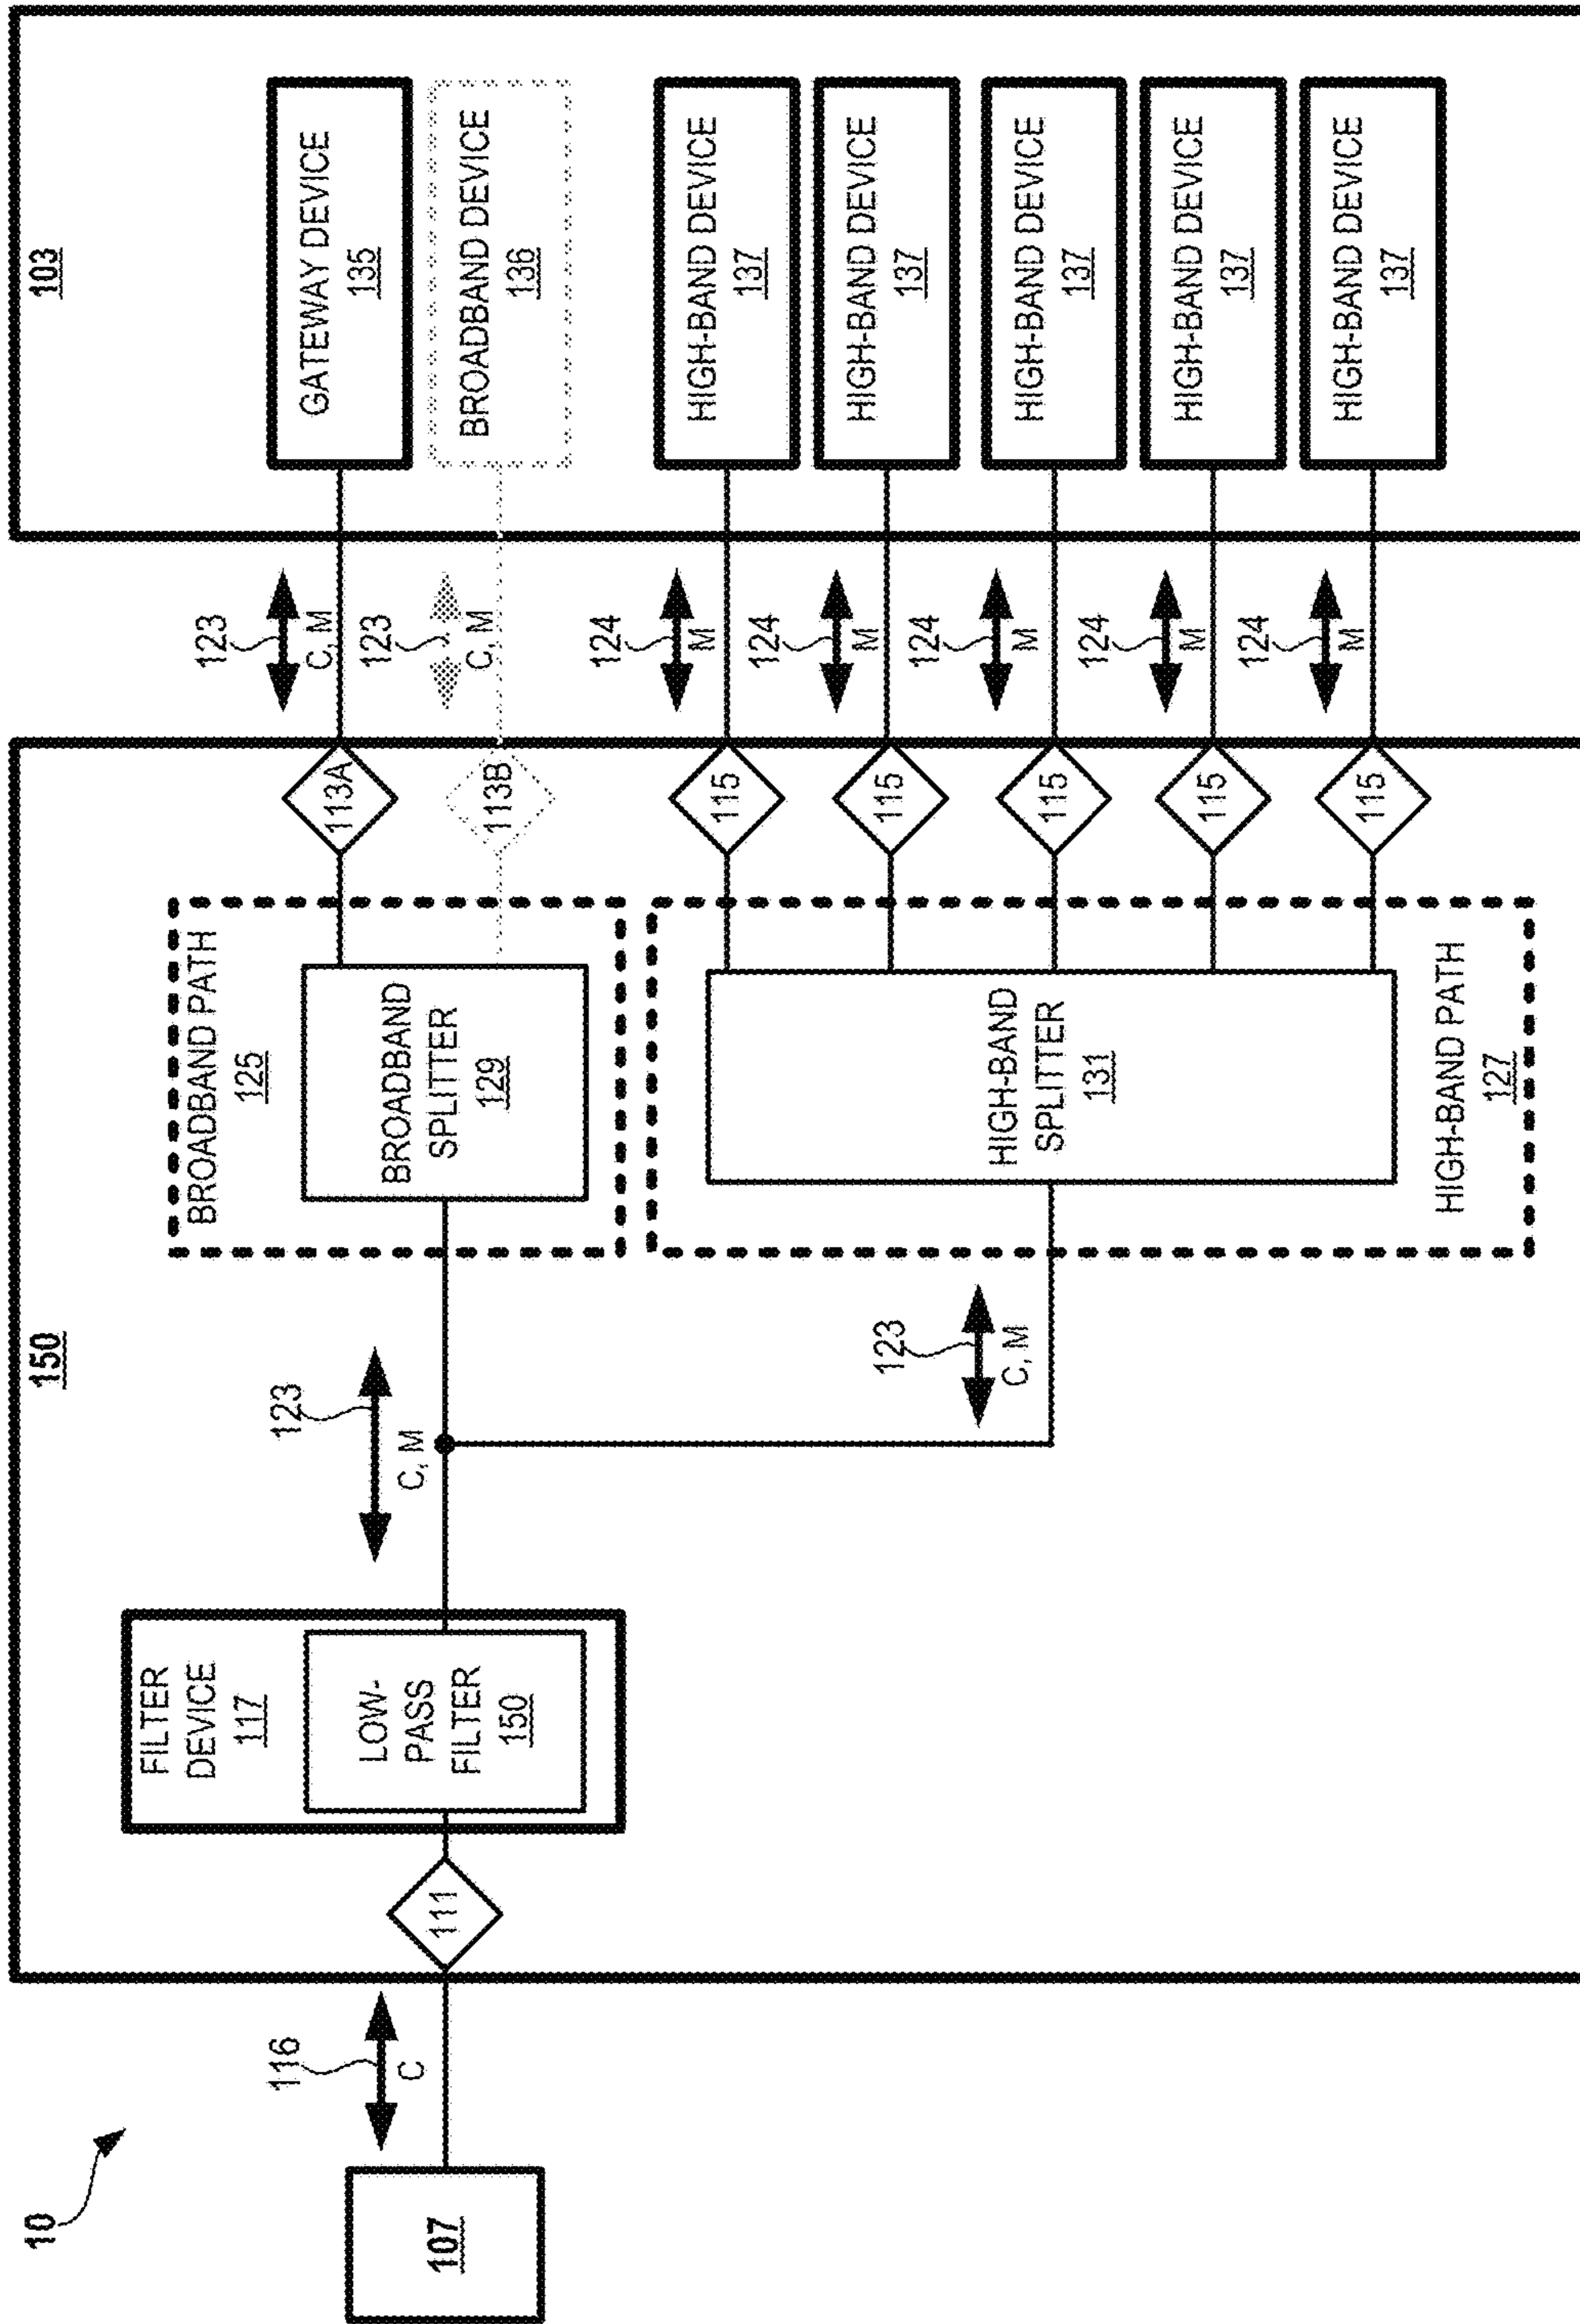 10
107
116
C
150
111
FILTER
DEVICE
117
LOW-
PASS
FILTER
150
123
C, M
123
C, M
BROADBAND PATH
125
BROADBAND
SPLITTER
129
HIGH-BAND
SPLITTER
131
HIGH-BAND PATH
127
113A
113B
115
115
115
115
115
123
C, M
123
C, M
124
M
124
M
124
M
124
M
124
M
103
GATEWAY DEVICE
135
BROADBAND DEVICE
136
HIGH-BAND DEVICE
137
HIGH-BAND DEVICE
137
HIGH-BAND DEVICE
137
HIGH-BAND DEVICE
137
HIGH-BAND DEVICE
137